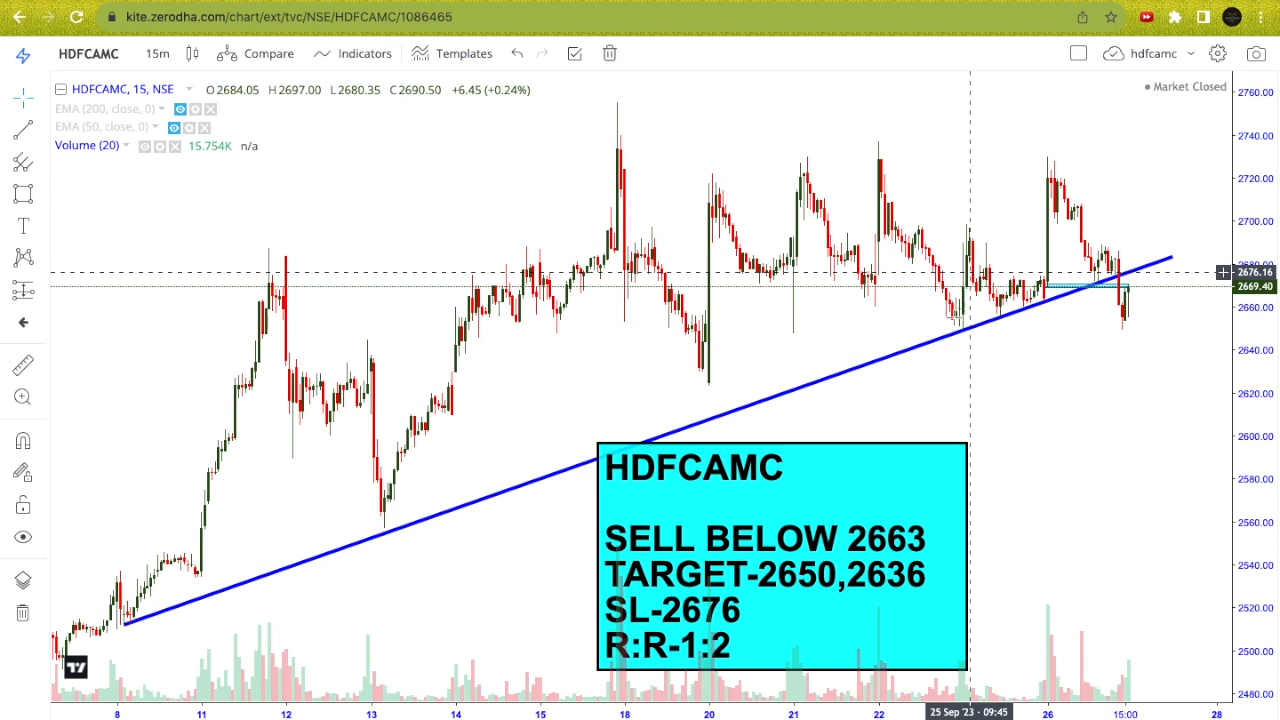 kite.zerodha.com/chart/ext/tvc/NSE/HDFCAMC/1086465
HDFCAMC 15m Compare Indicators Templates hdfcamc
HDFCAMC, 15, NSE O2684.05 H2697.00 L2680.35 C2690.50 +6.45 (+0.24%)
Market Closed
EMA (200, close, 0)
EMA (50, close, 0)
Volume (20) 15.754K n/a
2760.00
2740.00
2720.00
2700.00
2680.00
2676.16
2669.40
2660.00
2640.00
2620.00
2600.00
2580.00
2560.00
2540.00
2520.00
2500.00
2480.00
HDFCAMC
SELL BELOW 2663
TARGET-2650,2636
SL-2676
R:R-1:2
8 11 12 13 14 15 18 20 21 22 25 Sep '23 - 09:45 26 15:00 28